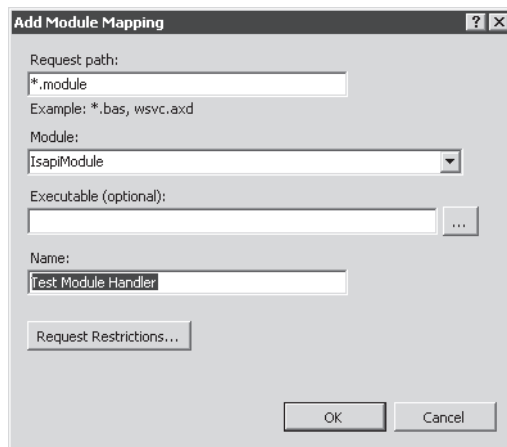 Add Module Mapping
Request path:
*.module
Example: *.bas, wsvc.axd
Module:
IsapiModule
Executable (optional):
...
Name:
Test Module Handler
Request Restrictions...
OK Cancel